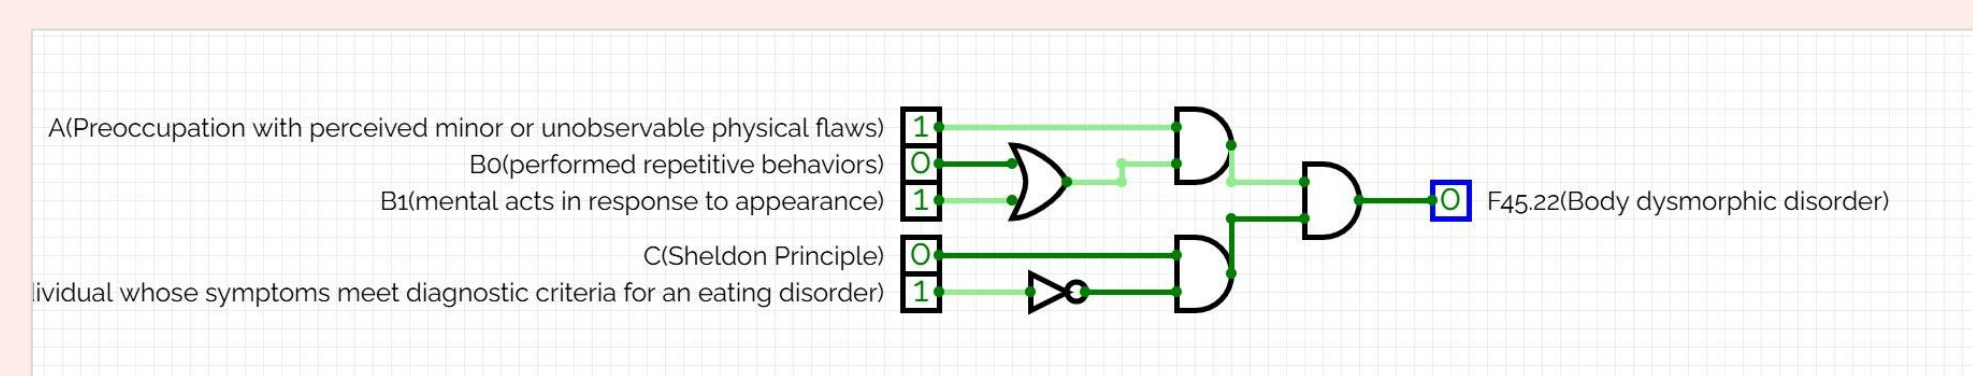 A(Preoccupation with perceived minor or unobservable physical flaws) 1
B0(performed repetitive behaviors) 0
B1(mental acts in response to appearance) 1
0 F45.22(Body dysmorphic disorder)
C(Sheldon Principle) 0
whose symptoms meet diagnostic criteria for an eating disorder) 1